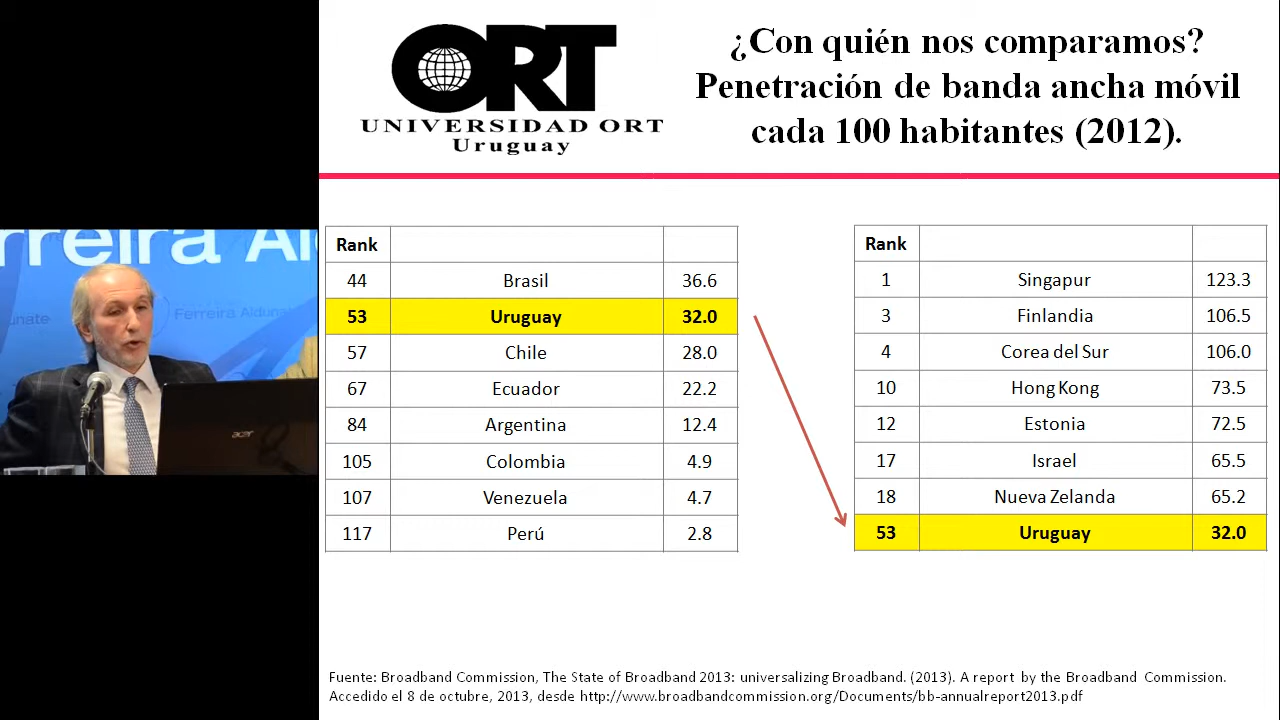 ORT
UNIVERSIDAD ORT
Uruguay
¿Con quién nos comparamos?
Penetración de banda ancha móvil
cada 100 habitantes (2012).
erreira Al
unate
Ferreira Aldunate
acer
Rank
44 Brasil 36.6
53 Uruguay 32.0
57 Chile 28.0
67 Ecuador 22.2
84 Argentina 12.4
105 Colombia 4.9
107 Venezuela 4.7
117 Perú 2.8
Rank
1 Singapur 123.3
3 Finlandia 106.5
4 Corea del Sur 106.0
10 Hong Kong 73.5
12 Estonia 72.5
17 Israel 65.5
18 Nueva Zelanda 65.2
53 Uruguay 32.0
Fuente: Broadband Commission, The State of Broadband 2013: universalizing Broadband. (2013). A report by the Broadband Commission.
Accedido el 8 de octubre, 2013, desde http://www.broadbandcommission.org/Documents/bb-annualreport2013.pdf